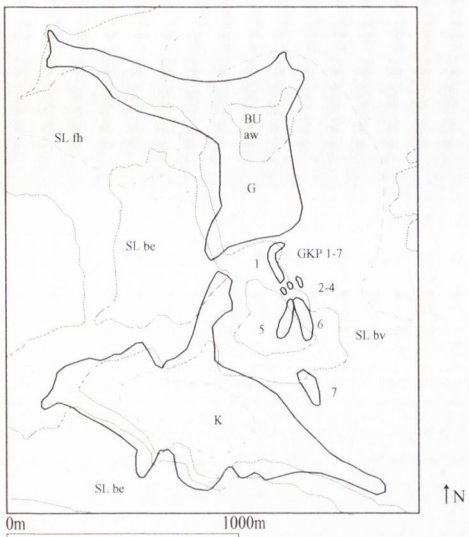 BU
aw
SL fh
G
SL be
GKP 1-7
1
2-4
5
6
SL bv
7
K
SL be
↑N
0m
1000m